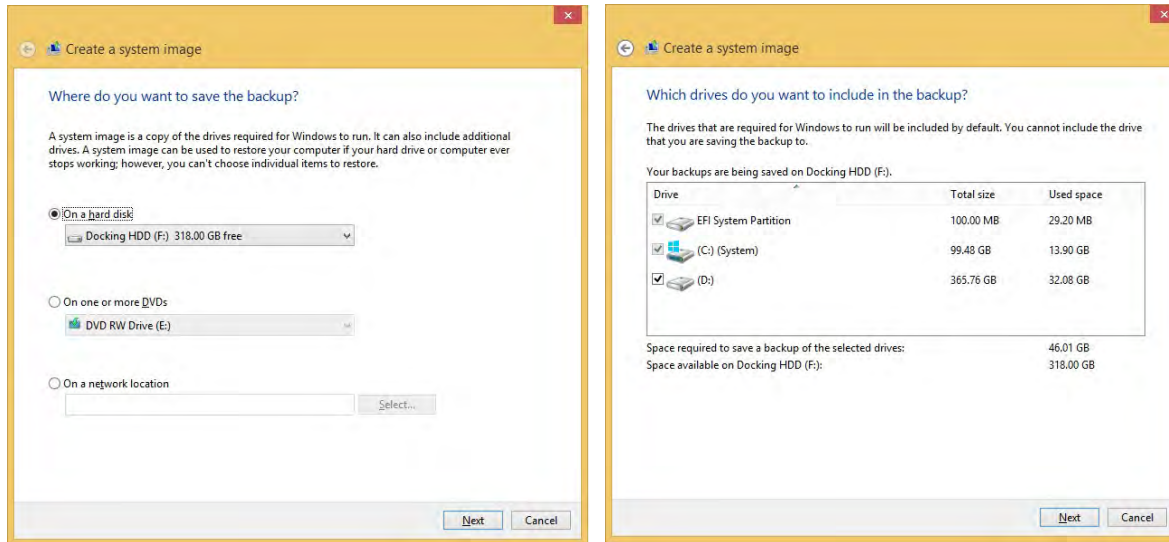 Create a system image
Where do you want to save the backup?
A system image is a copy of the drives required for Windows to run. It can also include additional
drives. A system image can be used to restore your computer if your hard drive or computer ever
stops working; however, you can't choose individual items to restore.
On a hard disk
Docking HDD (F:) 318.00 GB free
On one or more DVDs
DVD RW Drive (E:)
On a network location
Select...
Next Cancel
Create a system image
Which drives do you want to include in the backup?
The drives that are required for Windows to run will be included by default. You cannot include the drive
that you are saving the backup to.
Your backups are being saved on Docking HDD (F:).
Drive Total size Used space
EFI System Partition 100.00 MB 29.20 MB
(C:) (System) 99.48 GB 13.90 GB
(D:) 365.76 GB 32.08 GB
Space required to save a backup of the selected drives: 46.01 GB
Space available on Docking HDD (F:): 318.00 GB
Next Cancel